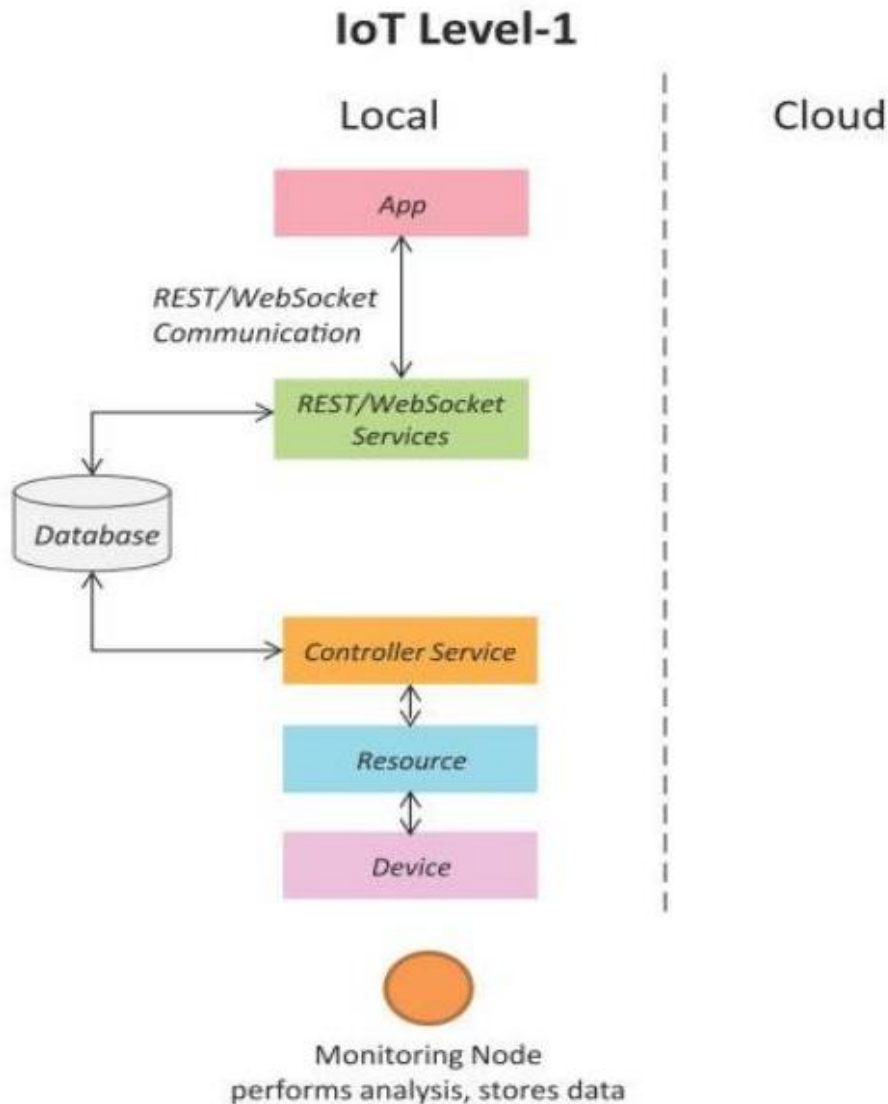 IoT Level-1
Local
Cloud
App
REST/WebSocket
Communication
REST/WebSocket
Services
Database
Controller Service
Resource
Device
Monitoring Node
performs analysis, stores data